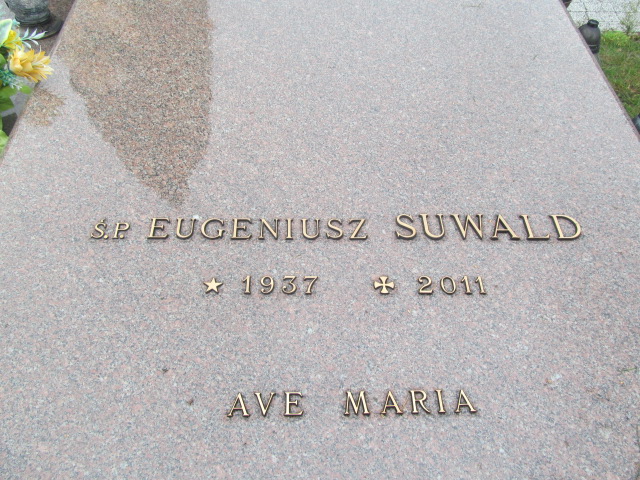 Ś.P. EUGENIUSZ SUWALD
★ 1937 ✠ 2011
AVE MARIA